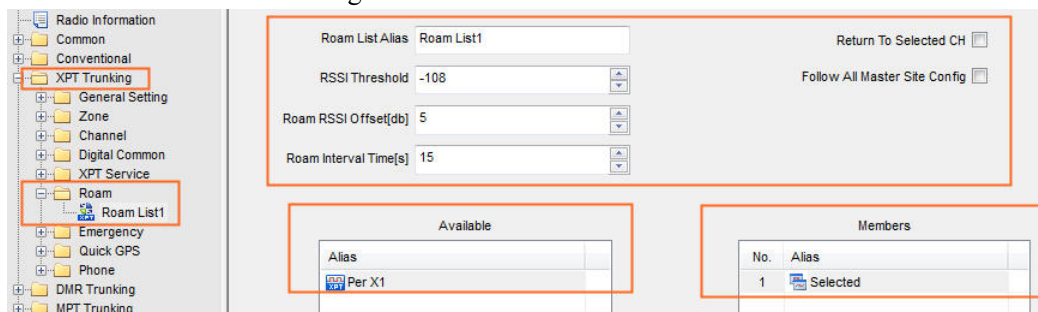 Radio Information
Common
Conventional
XPT Trunking
General Setting
Zone
Channel
Digital Common
XPT Service
Roam
Roam List1
Emergency
Quick GPS
Phone
DMR Trunking
MPT Trunking
Roam List Alias Roam List1
Return To Selected CH
RSSI Threshold -108
Follow All Master Site Config
Roam RSSI Offset[db] 5
Roam Interval Time[s] 15
Available
Alias
XPT Per X1
Members
No. Alias
1 Selected